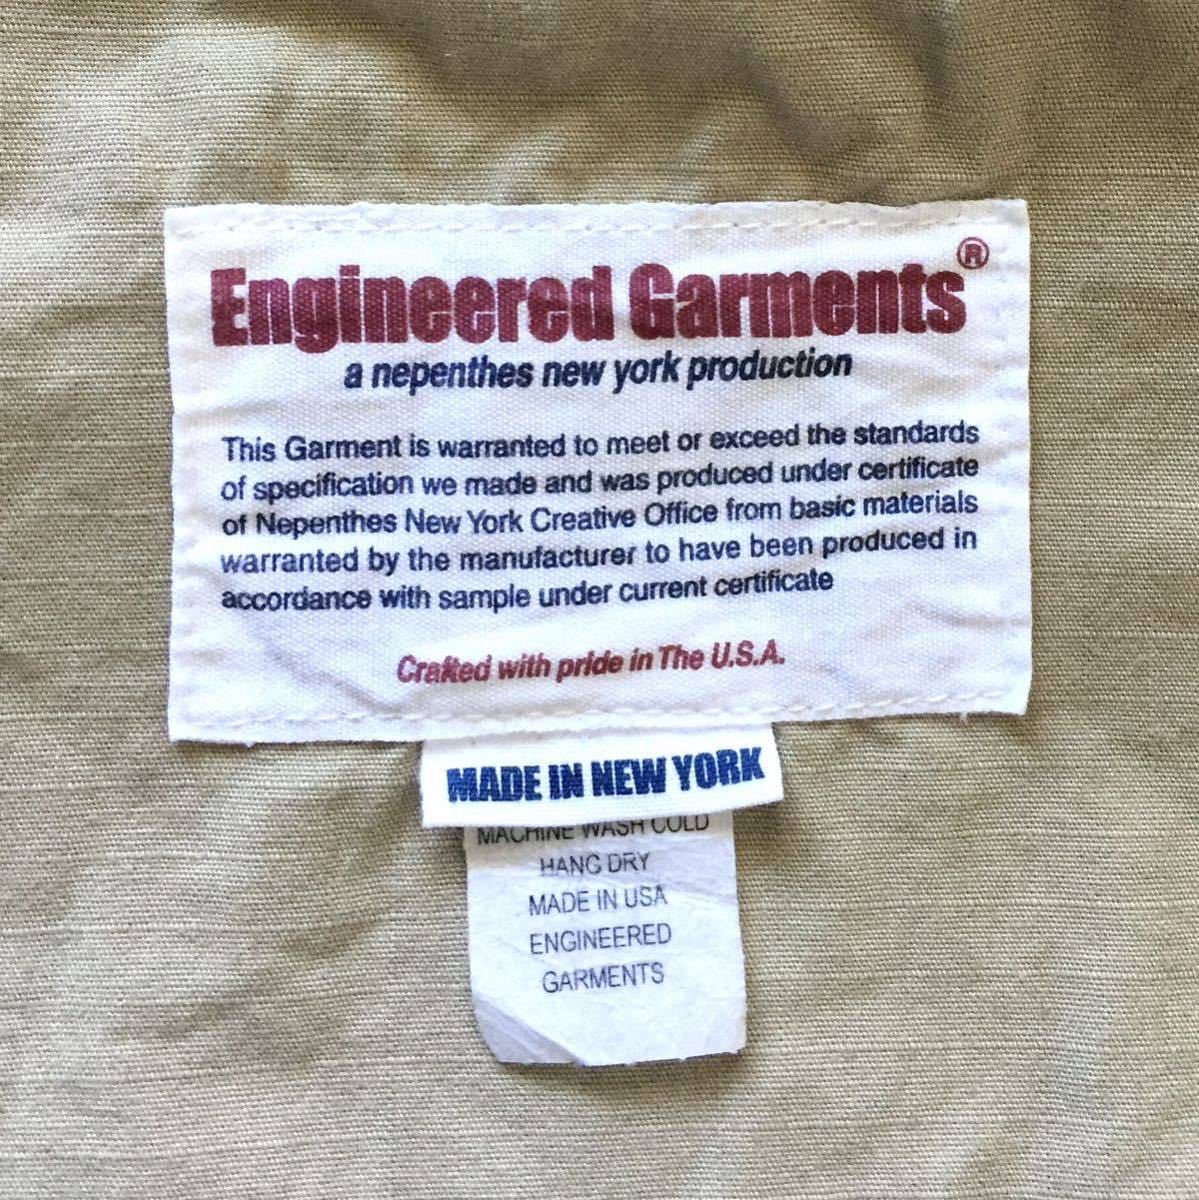 Engineered Garments®
a nepenthes new york production
This Garment is warranted to meet or exceed the standards
of specification we made and was produced under certificate
of Nepenthes New York Creative Office from basic materials
warranted by the manufacturer to have been produced in
accordance with sample under current certificate
Crafted with pride in The U.S.A.
MADE IN NEW YORK
MACHINE WASH COLD
HANG DRY
MADE IN USA
ENGINEERED
GARMENTS